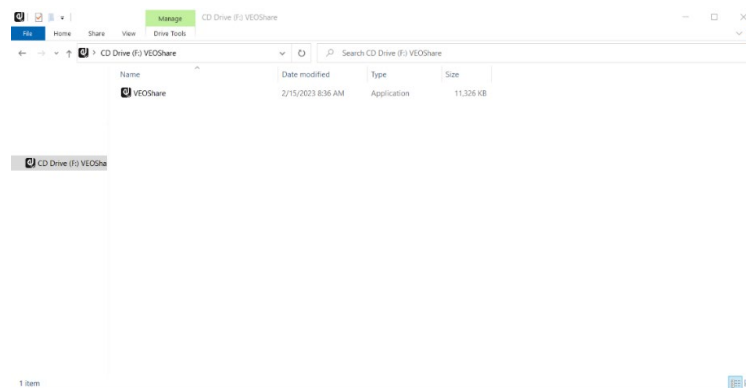 Manage CD Drive (F:) VEOShare
File Home Share View Drive Tools
CD Drive (F:) VEOShare Search CD Drive (F:) VEOShare
Name Date modified Type Size
VEOShare 2/15/2023 8:36 AM Application 11,326 KB
CD Drive (F:) VEOSha
1 item